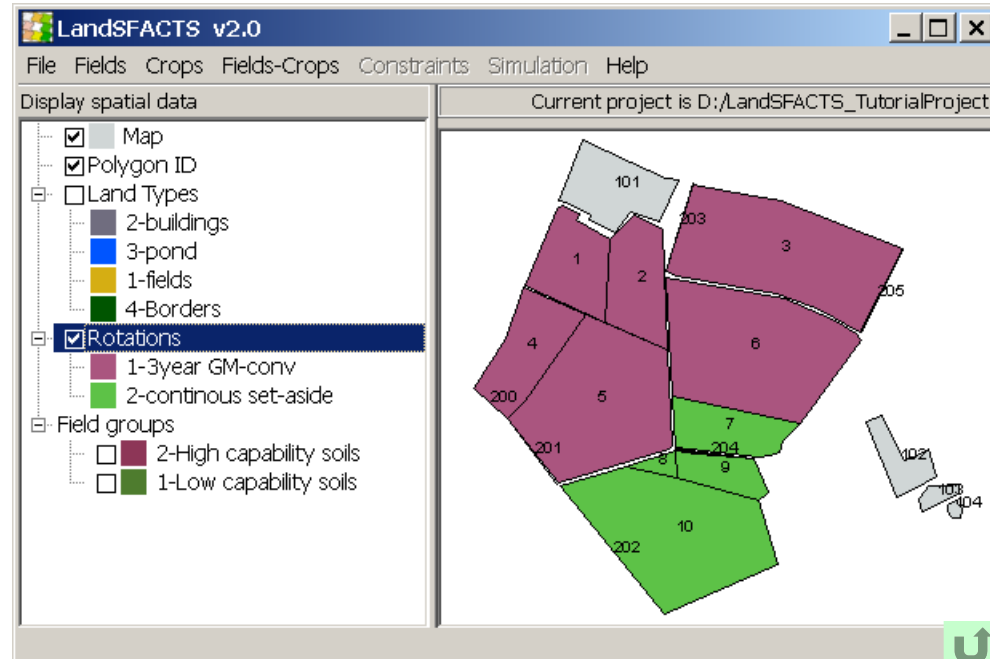 LandSFACTS v2.0
File Fields Crops Fields-Crops Constraints Simulation Help
Display spatial data
Current project is D:/LandSFACTS_TutorialProject
Map
Polygon ID
Land Types
2-buildings
3-pond
1-fields
4-Borders
Rotations
1-3year GM-conv
2-continous set-aside
Field groups
2-High capability soils
1-Low capability soils
101
203
3
1
2
205
4
6
200
5
7
201
204
8
9
102
103
104
10
202